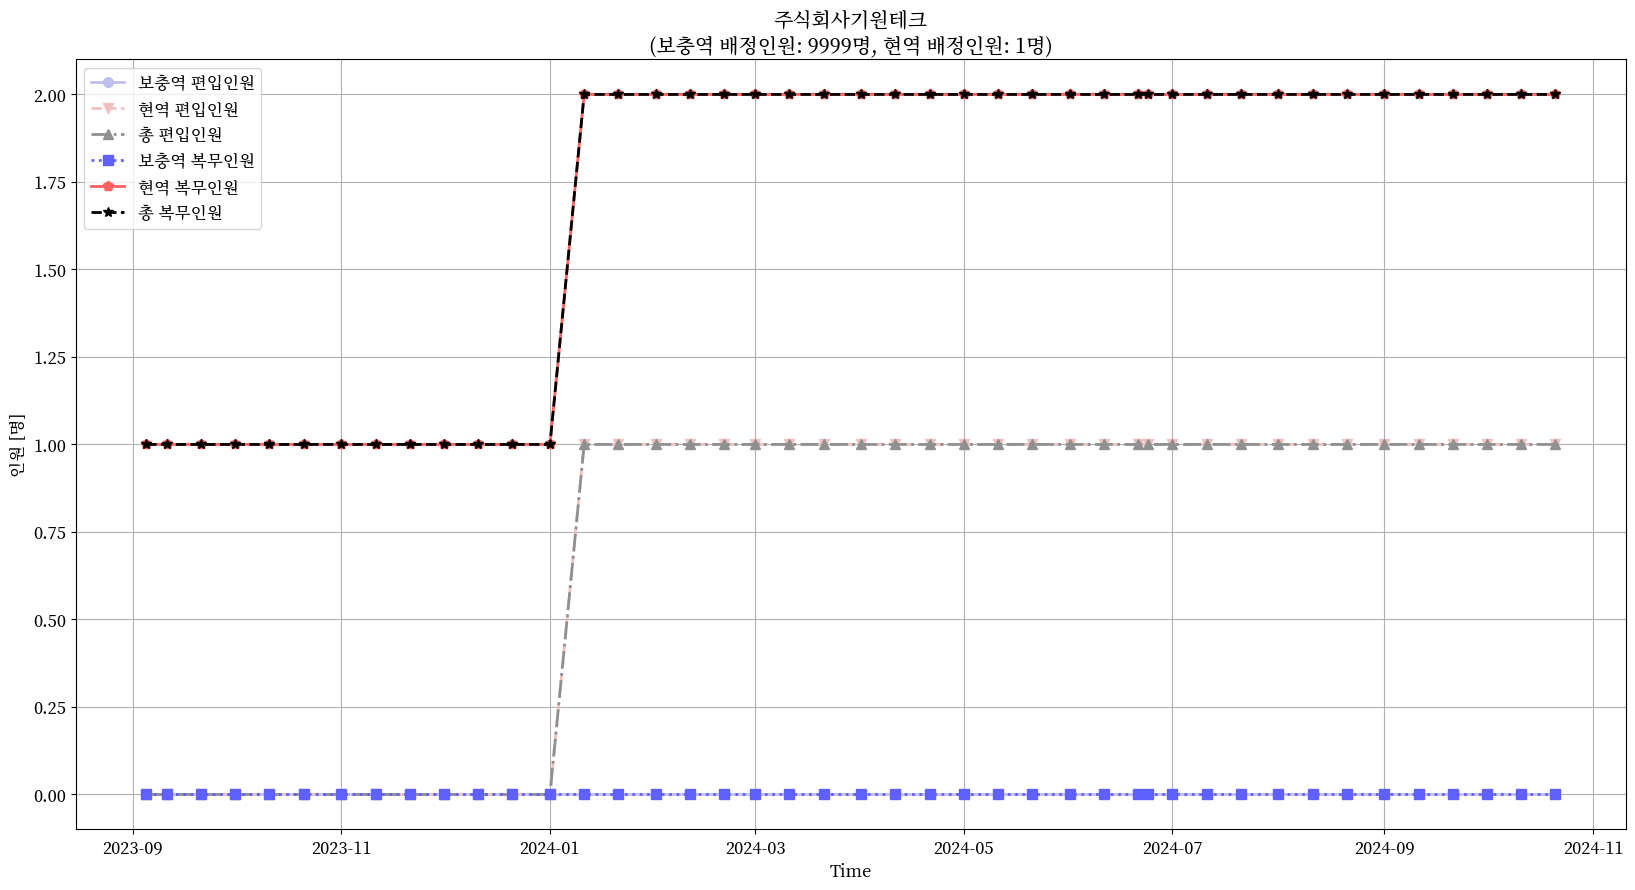 주식회사기원테크
(보충역 배정인원: 9999명, 현역 배정인원: 1명)
보충역 편입인원
현역 편입인원
총 편입인원
보충역 복무인원
현역 복무인원
총 복무인원
인원 [명]
2.00
1.75
1.50
1.25
1.00
0.75
0.50
0.25
0.00
2023-09
2023-11
2024-01
2024-03
2024-05
2024-07
2024-09
2024-11
Time